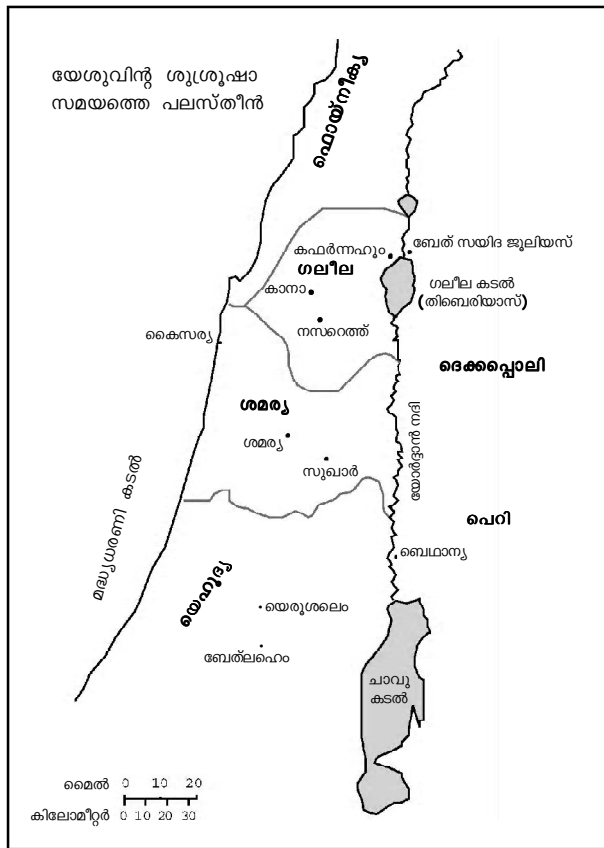 യേശുവിന്റ ശുശ്രൂഷാ
സമയത്തെ പലസ്തീൻ
ഫൊയ്നീക്യ
ബേത് സയിദ ജൂലിയസ്
കഫർന്നഹും
ഗലീല
കാനാ
ഗലീല കടൽ
(തിബെരിയാസ്)
നസറെത്ത്
കൈസര്യ
ദെക്കപ്പൊലി
ശമര്യ
ശമര്യ
സുഖാർ
യോർദ്ദാൻ നദി
മദ്ധ്യധരണി കടൽ
പെറി
ബെഥാന്യ
യെഹൂദ്യ
യെരുശലെം
ബേത്‌ലഹെം
ചാവു
കടൽ
മൈൽ 0 10 20
കിലോമീറ്റർ 0 10 20 30